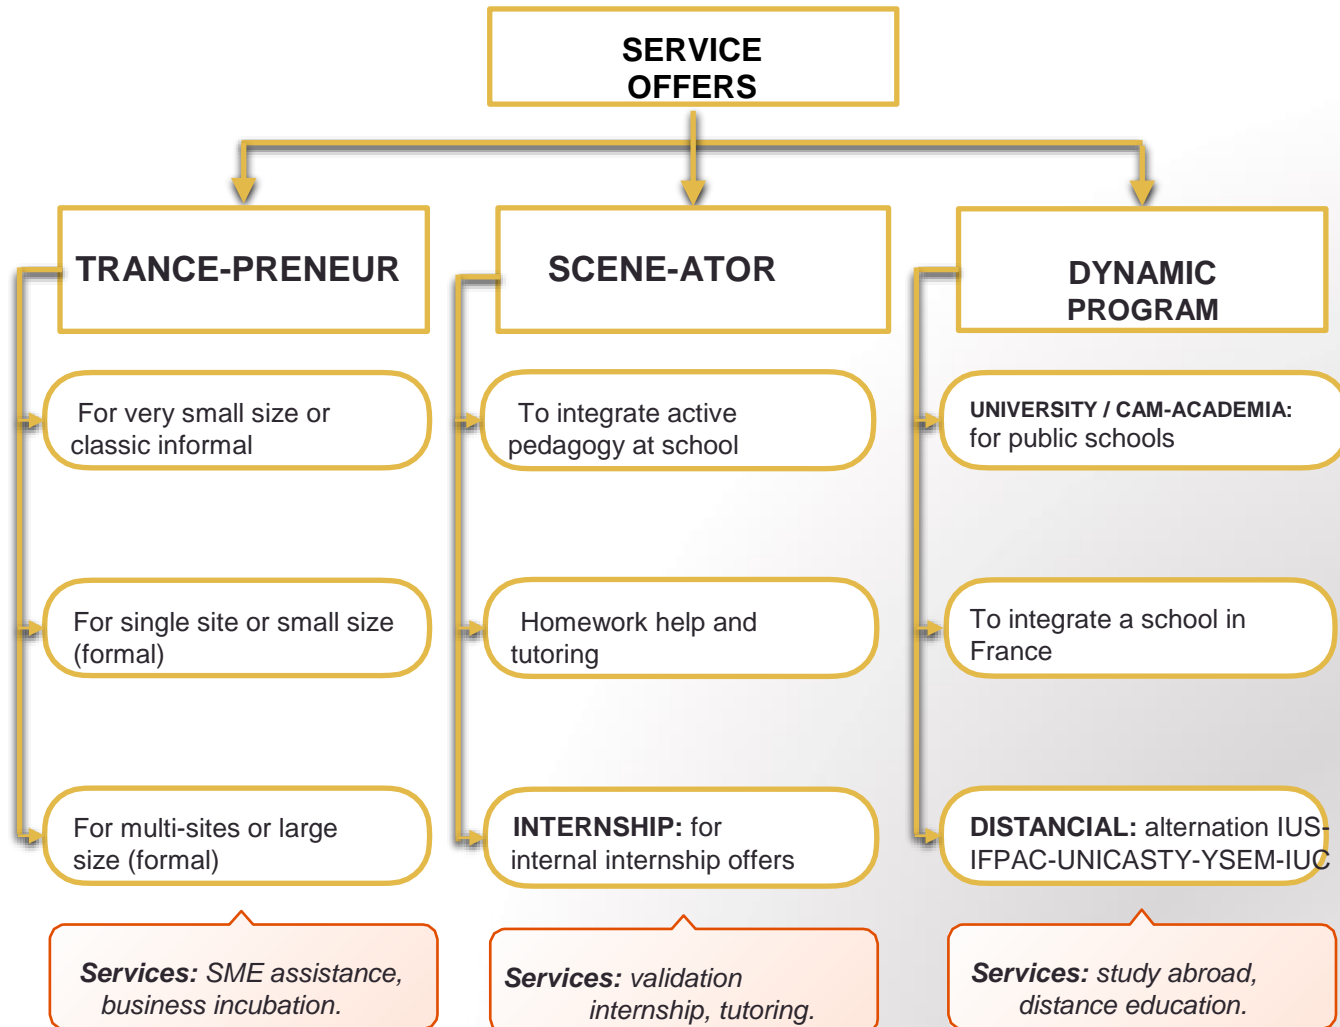 SERVICE
OFFERS
TRANCE-PRENEUR
For very small size or
classic informal
For single site or small size
(formal)
For multi-sites or large
size (formal)
Services: SME assistance,
business incubation.
SCENE-ATOR
To integrate active
pedagogy at school
Homework help and
tutoring
INTERNSHIP: for
internal internship offers
Services: validation
internship, tutoring.
DYNAMIC
PROGRAM
UNIVERSITY / CAM-ACADEMIA:
for public schools
To integrate a school in
France
DISTANCIAL: alternation IUS-
IFPAC-UNICASTY-YSEM-IUC
Services: study abroad,
distance education.